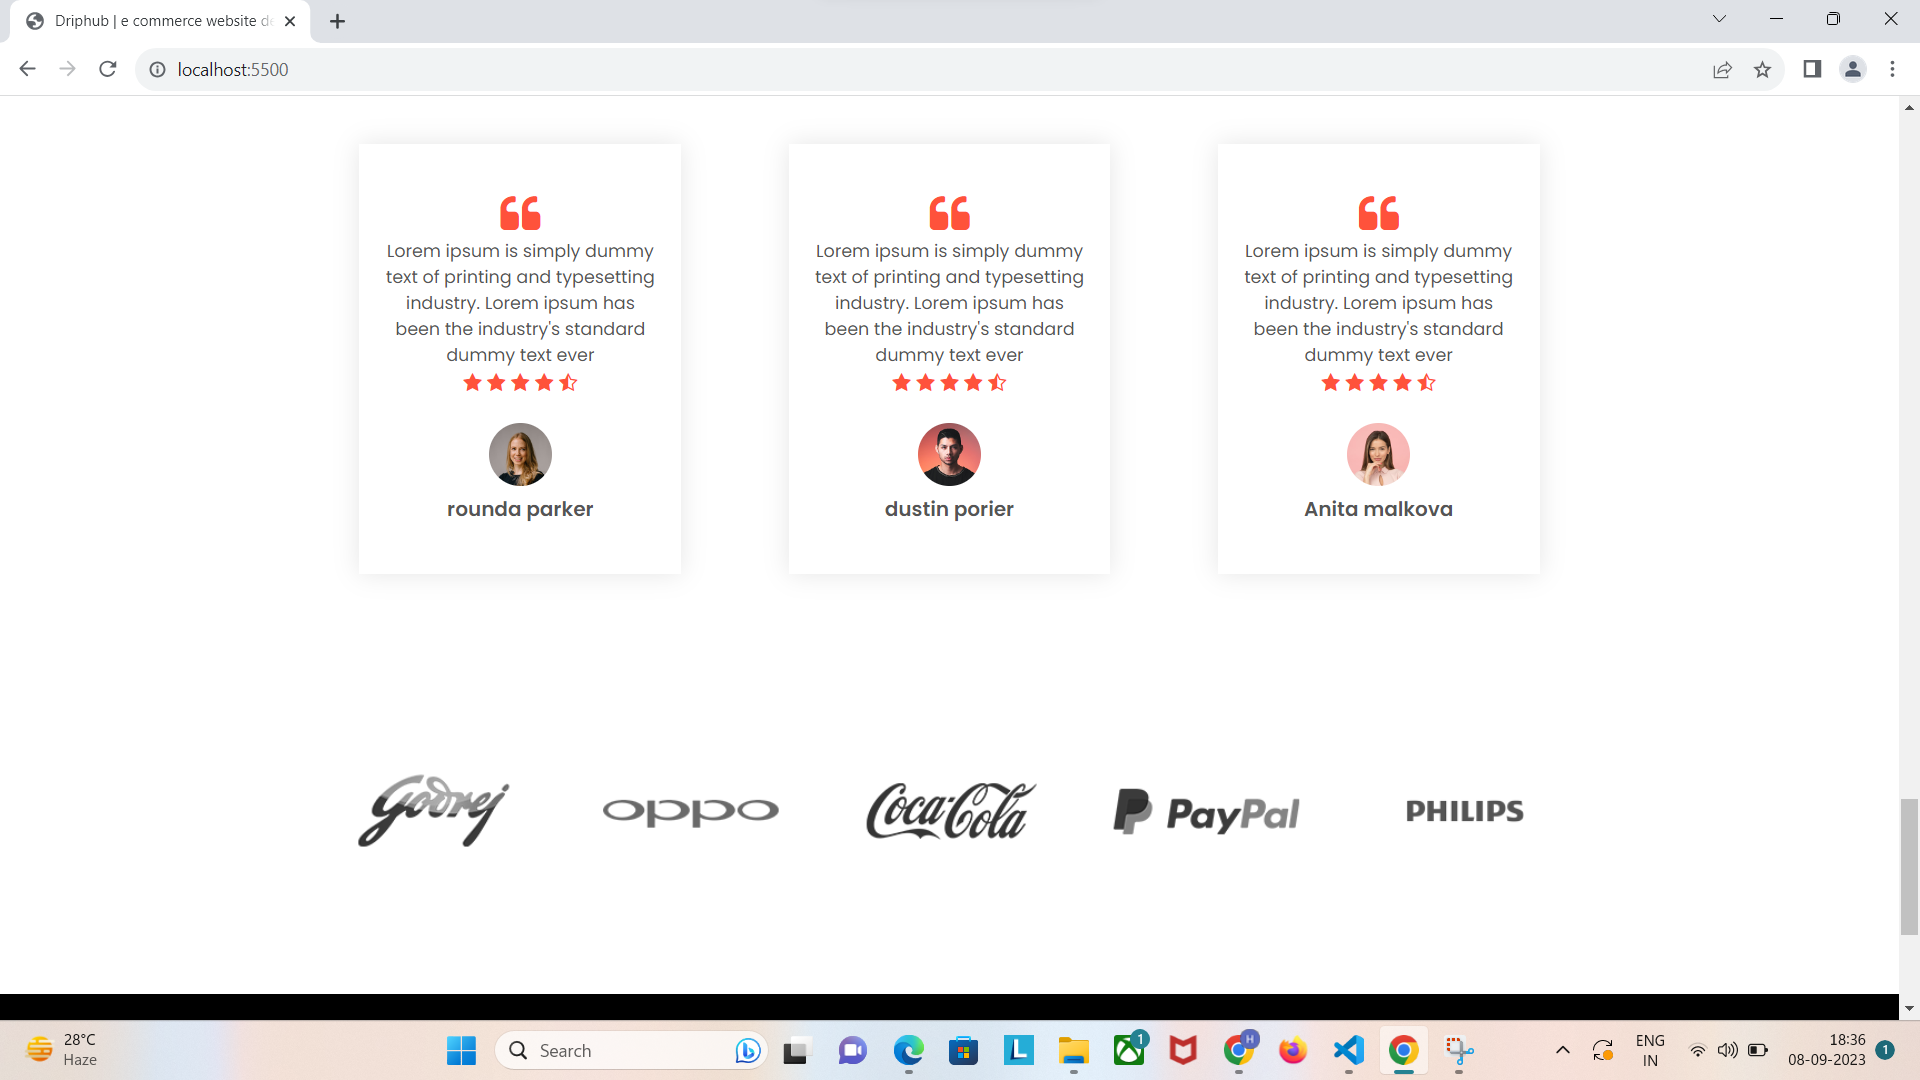 Driphub | e commerce website de
localhost:5500
Lorem ipsum is simply dummy
text of printing and typesetting
industry. Lorem ipsum has
been the industry's standard
dummy text ever
rounda parker
Lorem ipsum is simply dummy
text of printing and typesetting
industry. Lorem ipsum has
been the industry's standard
dummy text ever
dustin porier
Lorem ipsum is simply dummy
text of printing and typesetting
industry. Lorem ipsum has
been the industry's standard
dummy text ever
Anita malkova
Godrej
oppo
Coca-Cola
P PayPal
PHILIPS
28°C
Haze
Search
L
1
H
ENG
IN
18:36
08-09-2023
1